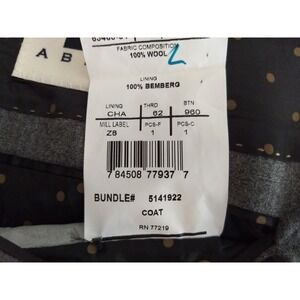 A B
FABRIC COMPOSITION
100% WOOL
2
LINING
100% BEMBERG
LINING THRD BTN
CHA 62 960
MILL LABEL PCS-F PCS-C
Z8 1 1
7 84508 77937 7
BUNDLE# 5141922
COAT
RN 77219